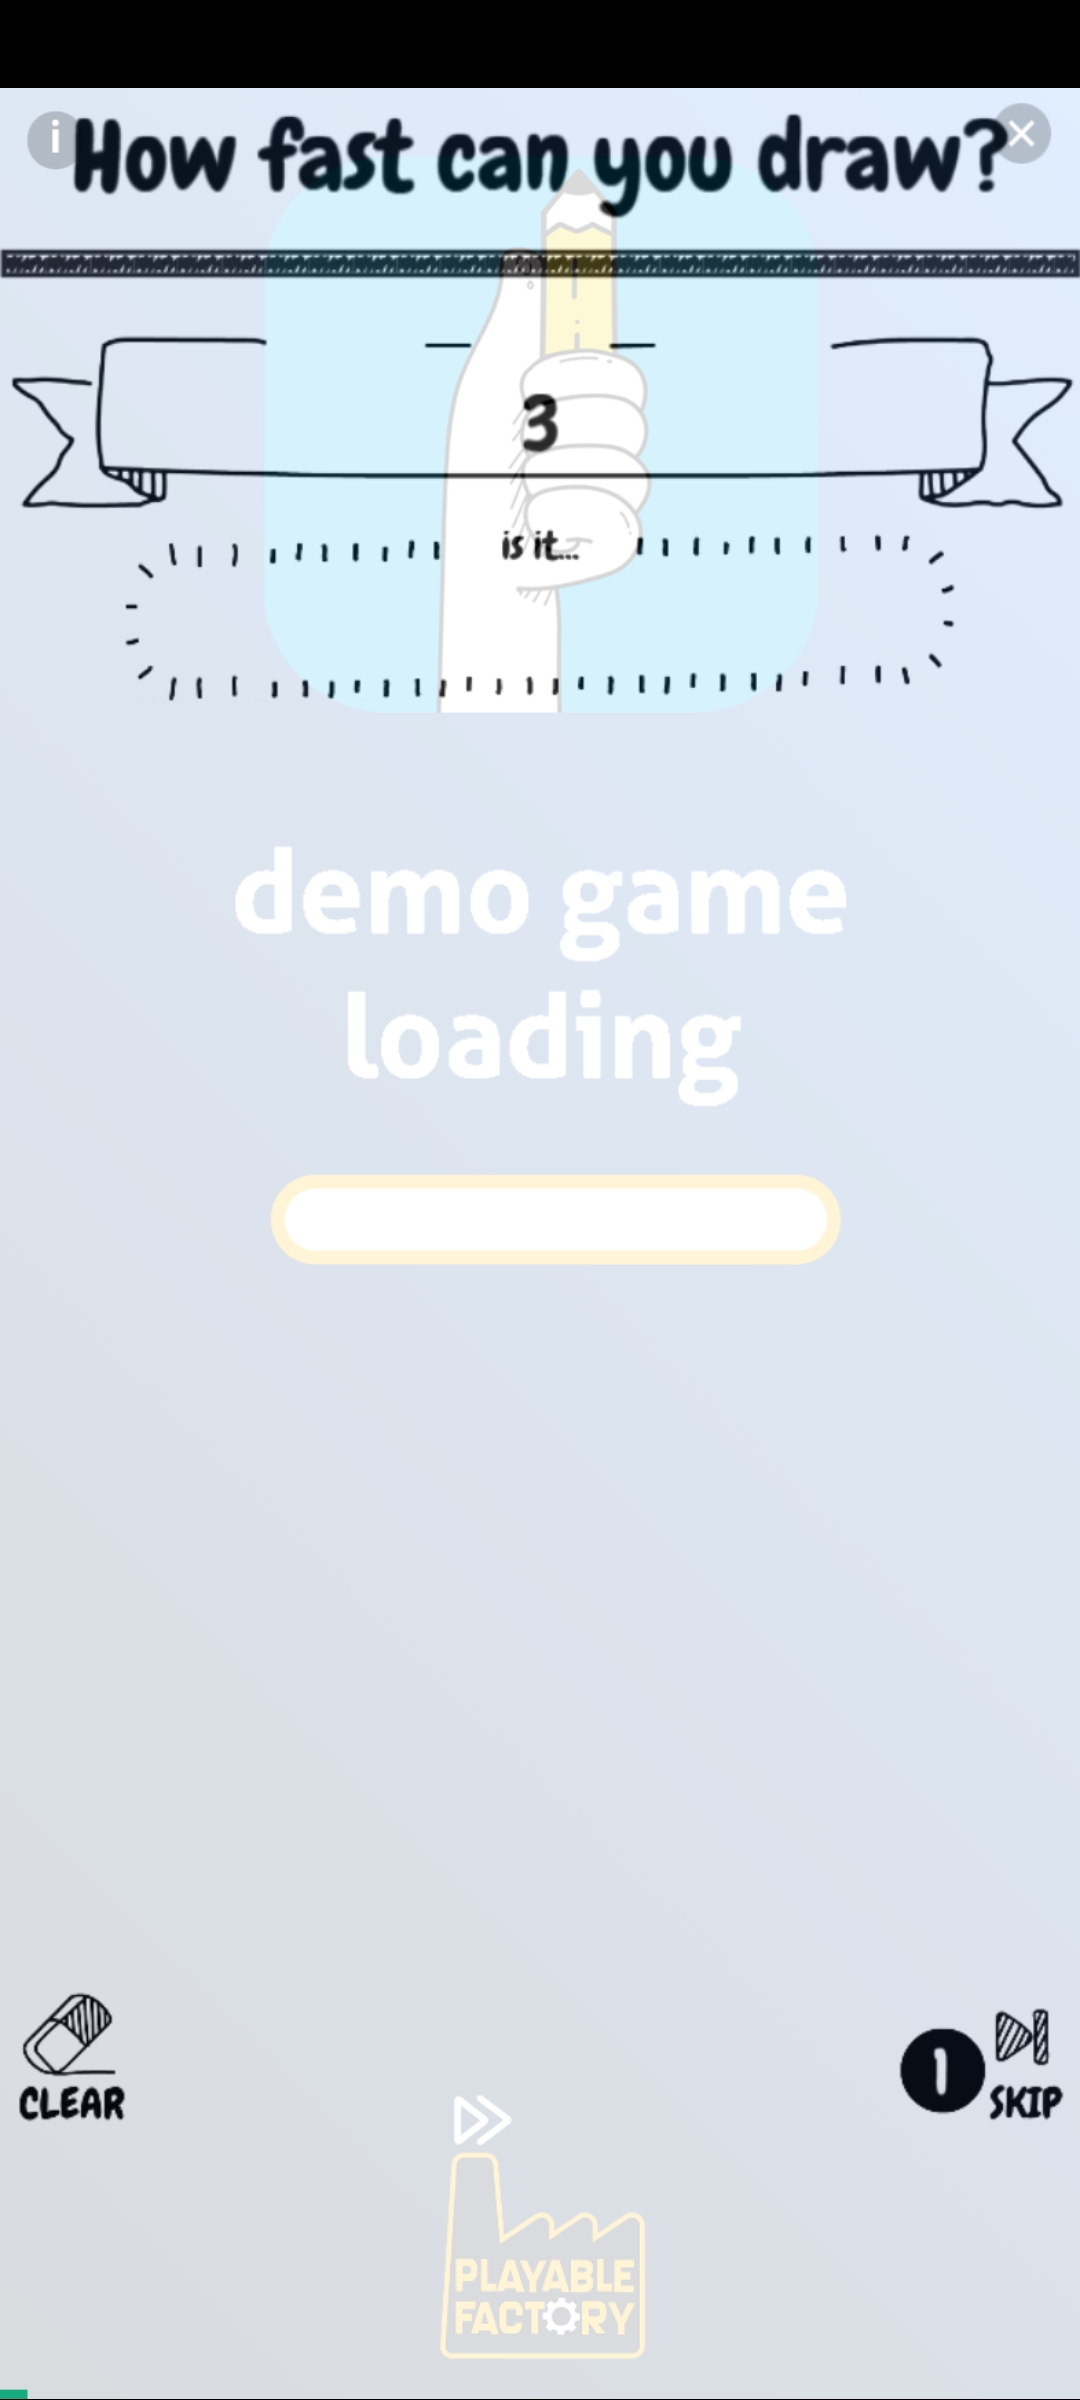 i
How fast can you draw?
3
is it...
demo game
loading
CLEAR
1
SKIP
PLAYABLE
FACTORY